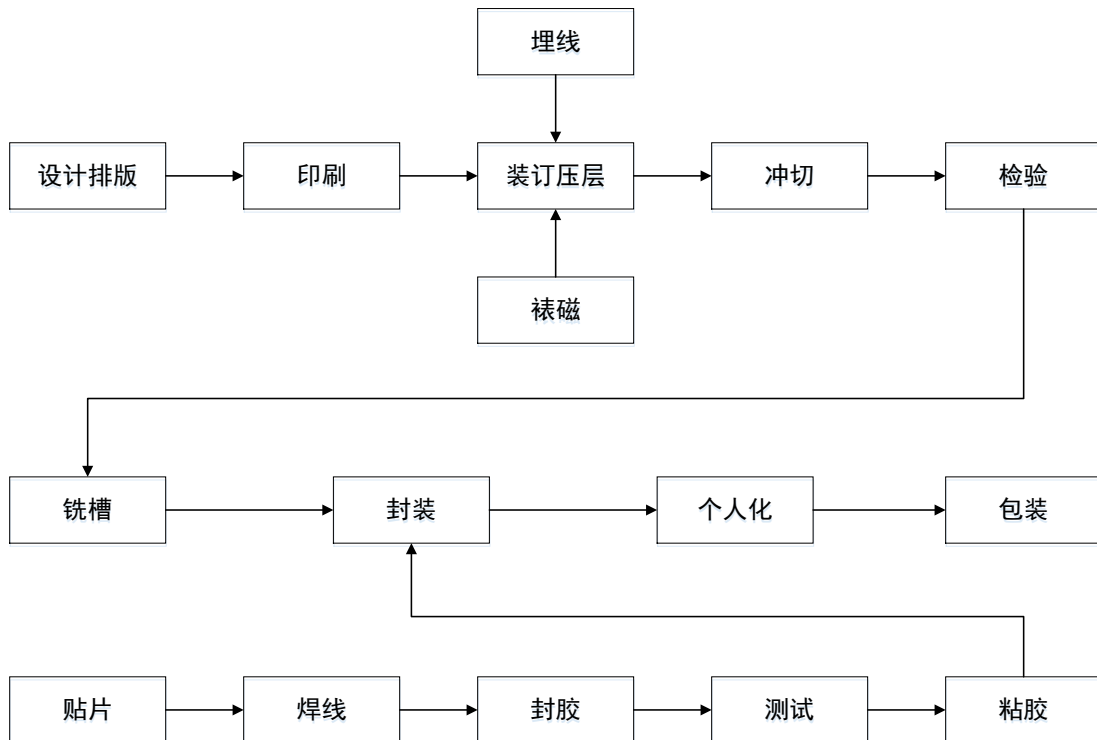 埋线
设计排版
印刷
装订压层
冲切
检验
裱磁
铣槽
封装
个人化
包装
贴片
焊线
封胶
测试
粘胶